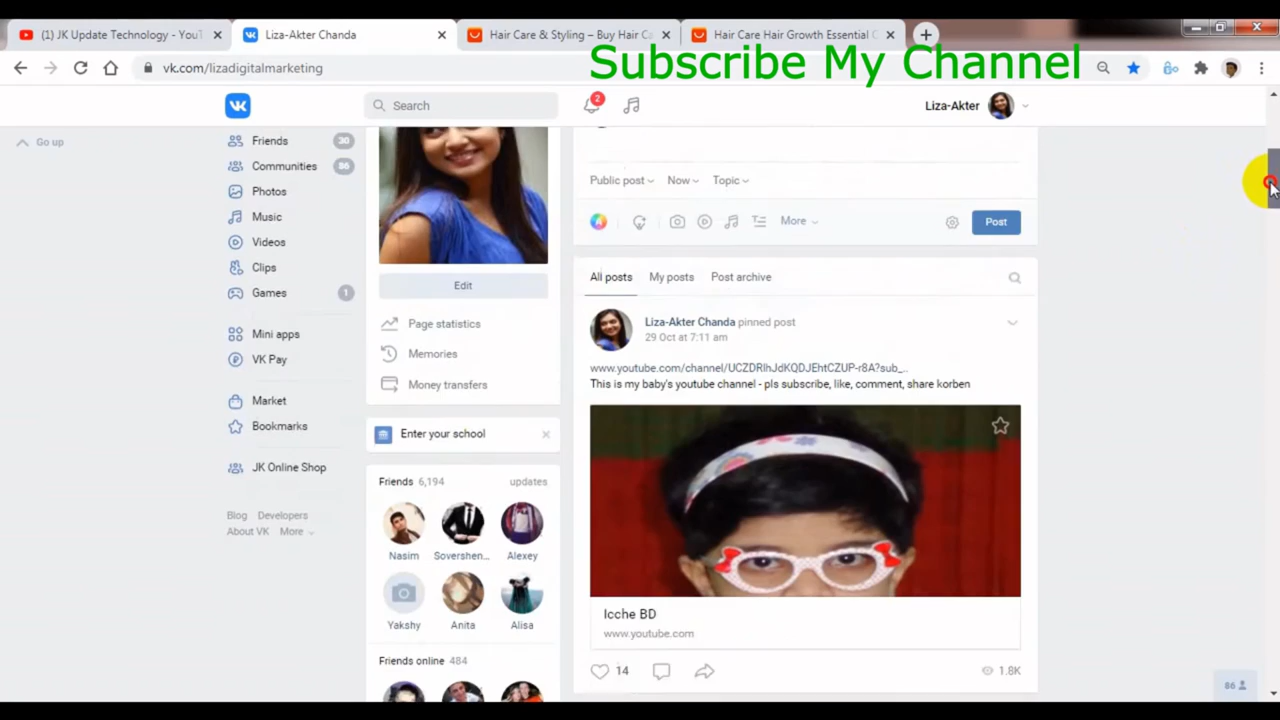 (1) JK Update Technology - YouT
Liza-Akter Chanda
Hair Care & Styling – Buy Hair Ca
Hair Care Hair Growth Essential O
Subscribe My Channel
vk.com/lizadigitalmarketing
Search
2
Liza-Akter
Go up
Friends 30
Communities 86
Photos
Music
Videos
Clips
Games 1
Mini apps
VK Pay
Market
Bookmarks
JK Online Shop
Blog Developers
About VK More
Edit
Page statistics
Memories
Money transfers
Enter your school
Friends 6,194 updates
Nasim Sovershen... Alexey
Yakshy Anita Alisa
Friends online 484
Public post Now Topic
More Post
All posts My posts Post archive
Liza-Akter Chanda pinned post
29 Oct at 7:11 am
www.youtube.com/channel/UCZDRlhJdKQDJEhtCZUP-r8A?sub_..
This is my baby's youtube channel - pls subscribe, like, comment, share korben
Icche BD
www.youtube.com
14
1.8K
86